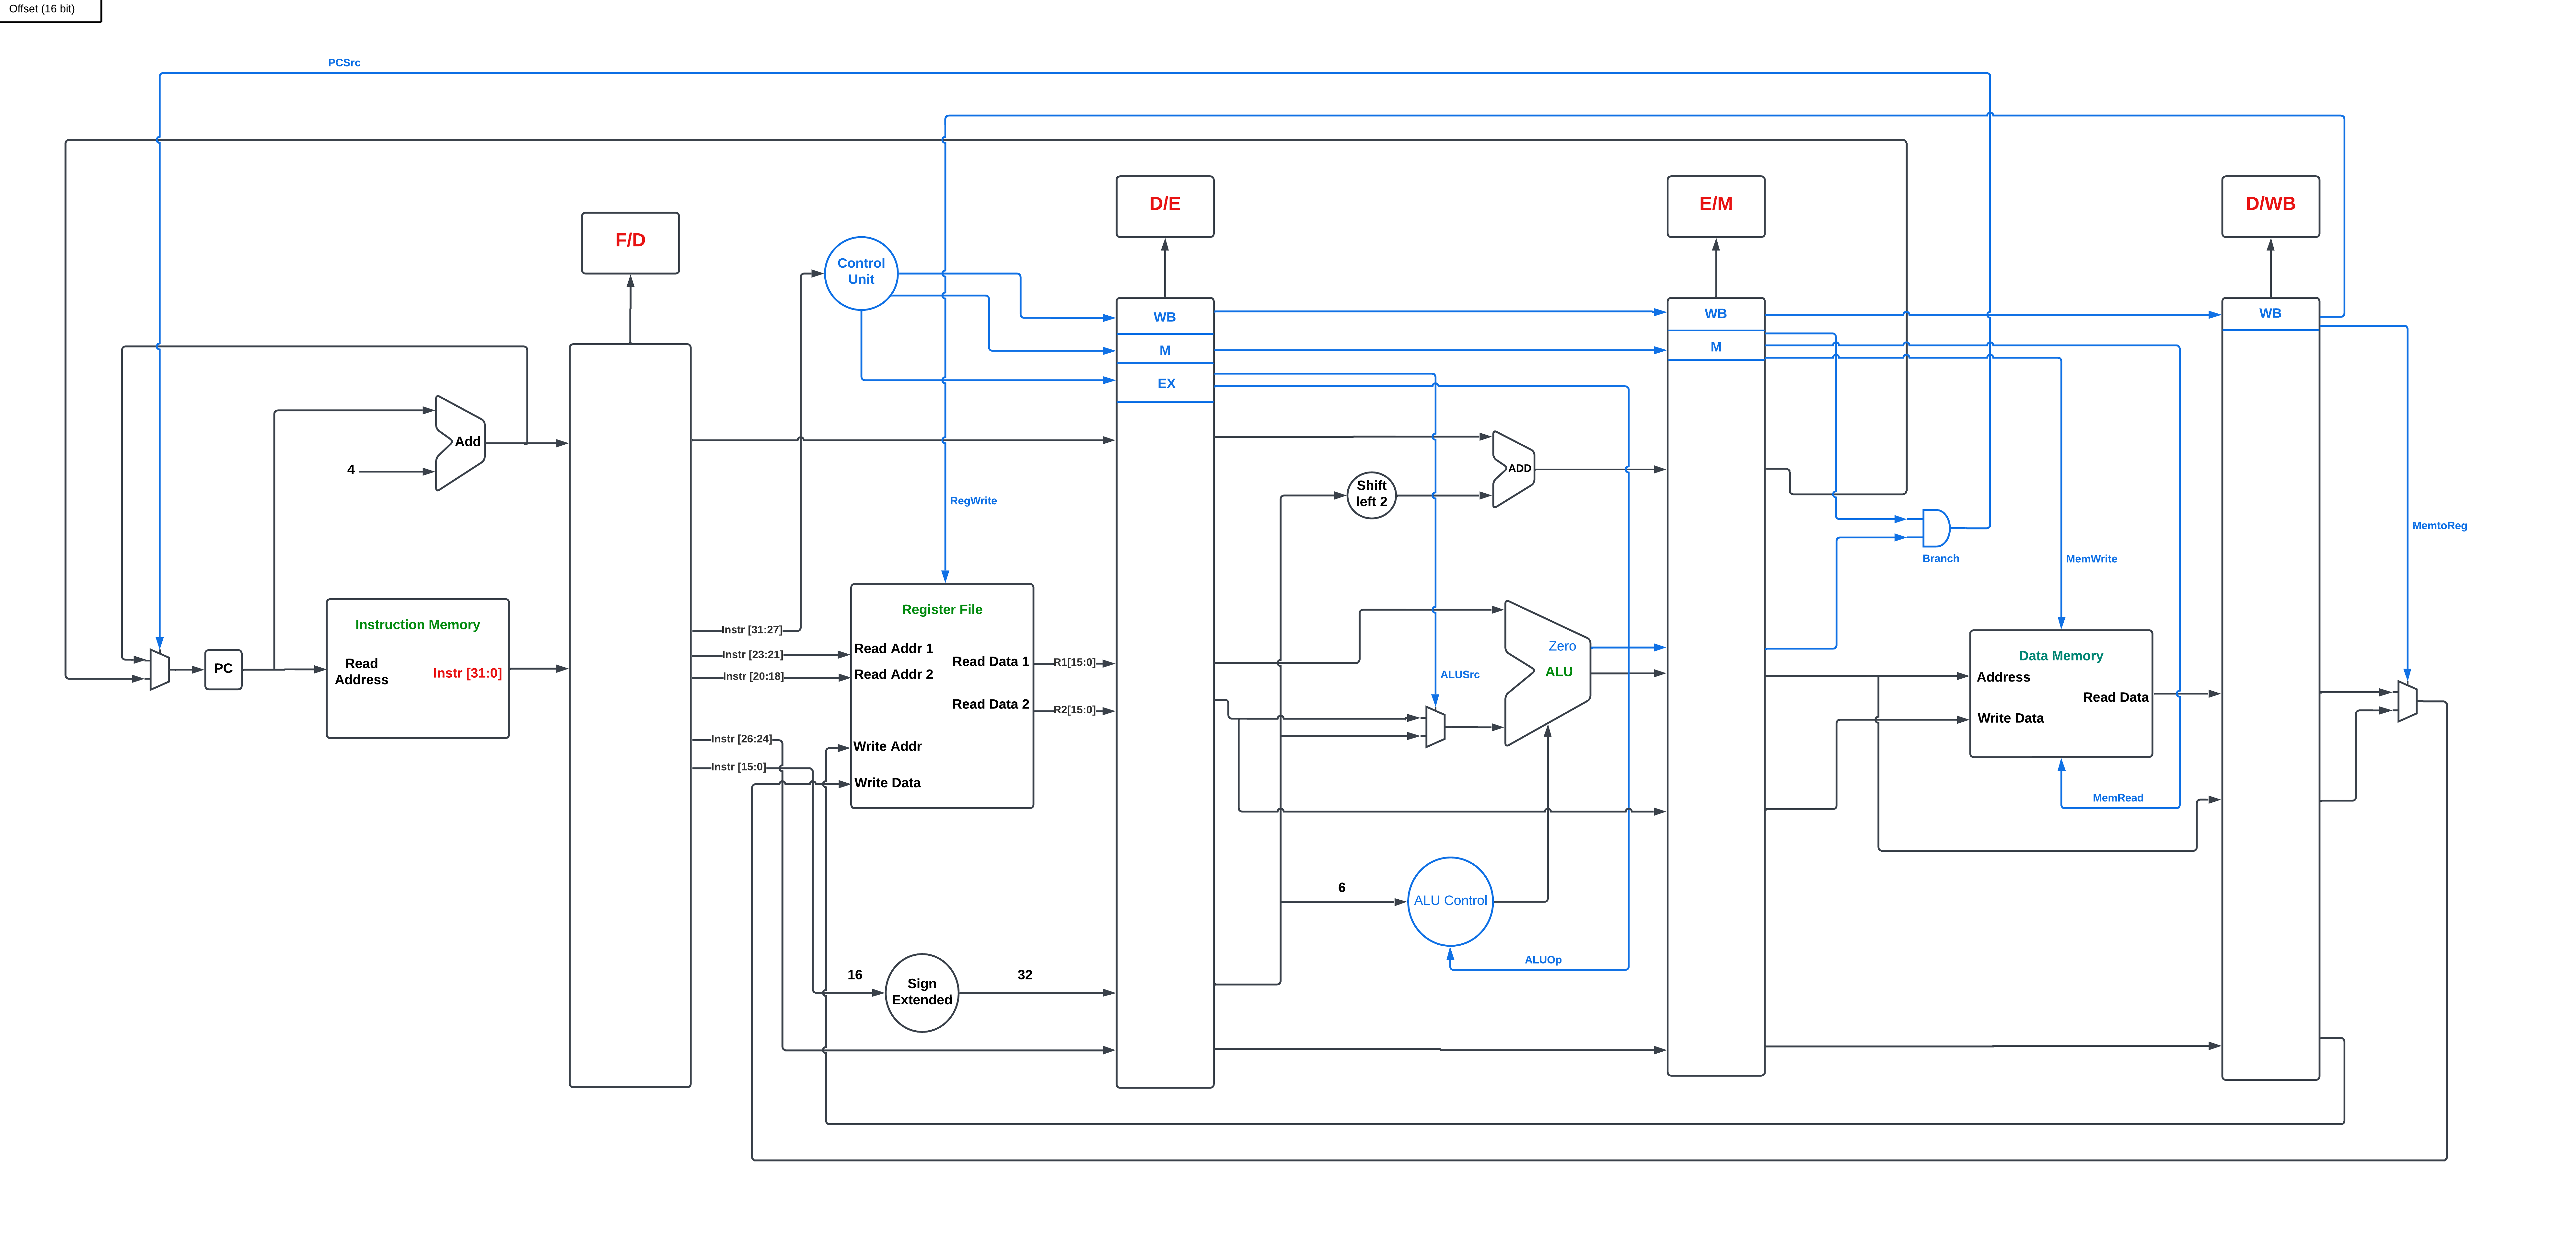 Offset (16 bit)
PCSrc
D/E
E/M
D/WB
F/D
Control
Unit
WB
M
EX
WB
M
WB
Add
4
ADD
Shift
left 2
RegWrite
MemtoReg
Branch
MemWrite
Instruction Memory
Read
Address
Instr [31:0]
PC
Instr [31:27]
Instr [23:21]
Instr [20:18]
Instr [26:24]
Instr [15:0]
Register File
Read Addr 1
Read Addr 2
Read Data 1
Read Data 2
Write Addr
Write Data
R1[15:0]
R2[15:0]
Zero
ALU
ALUSrc
Data Memory
Address
Read Data
Write Data
MemRead
6
ALU Control
ALUOp
16
Sign
Extended
32